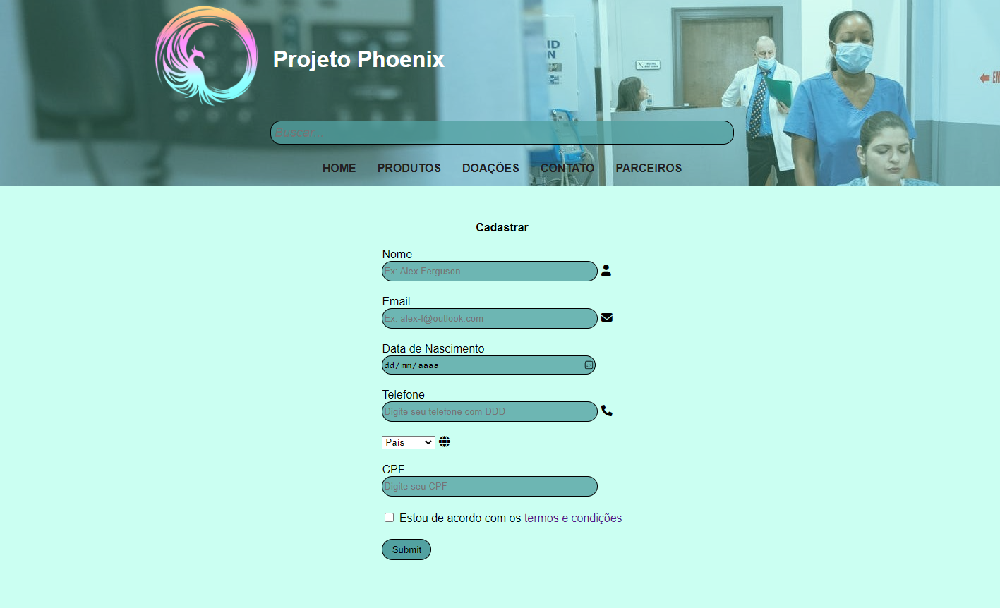 Projeto Phoenix
Buscar...
HOME PRODUTOS DOAÇÕES CONTATO PARCEIROS
Cadastrar
Nome
Ex: Alex Ferguson
Email
Ex: alex-f@outlook.com
Data de Nascimento
dd/mm/aaaa
Telefone
Digite seu telefone com DDD
País
CPF
Digite seu CPF
Estou de acordo com os termos e condições
Submit